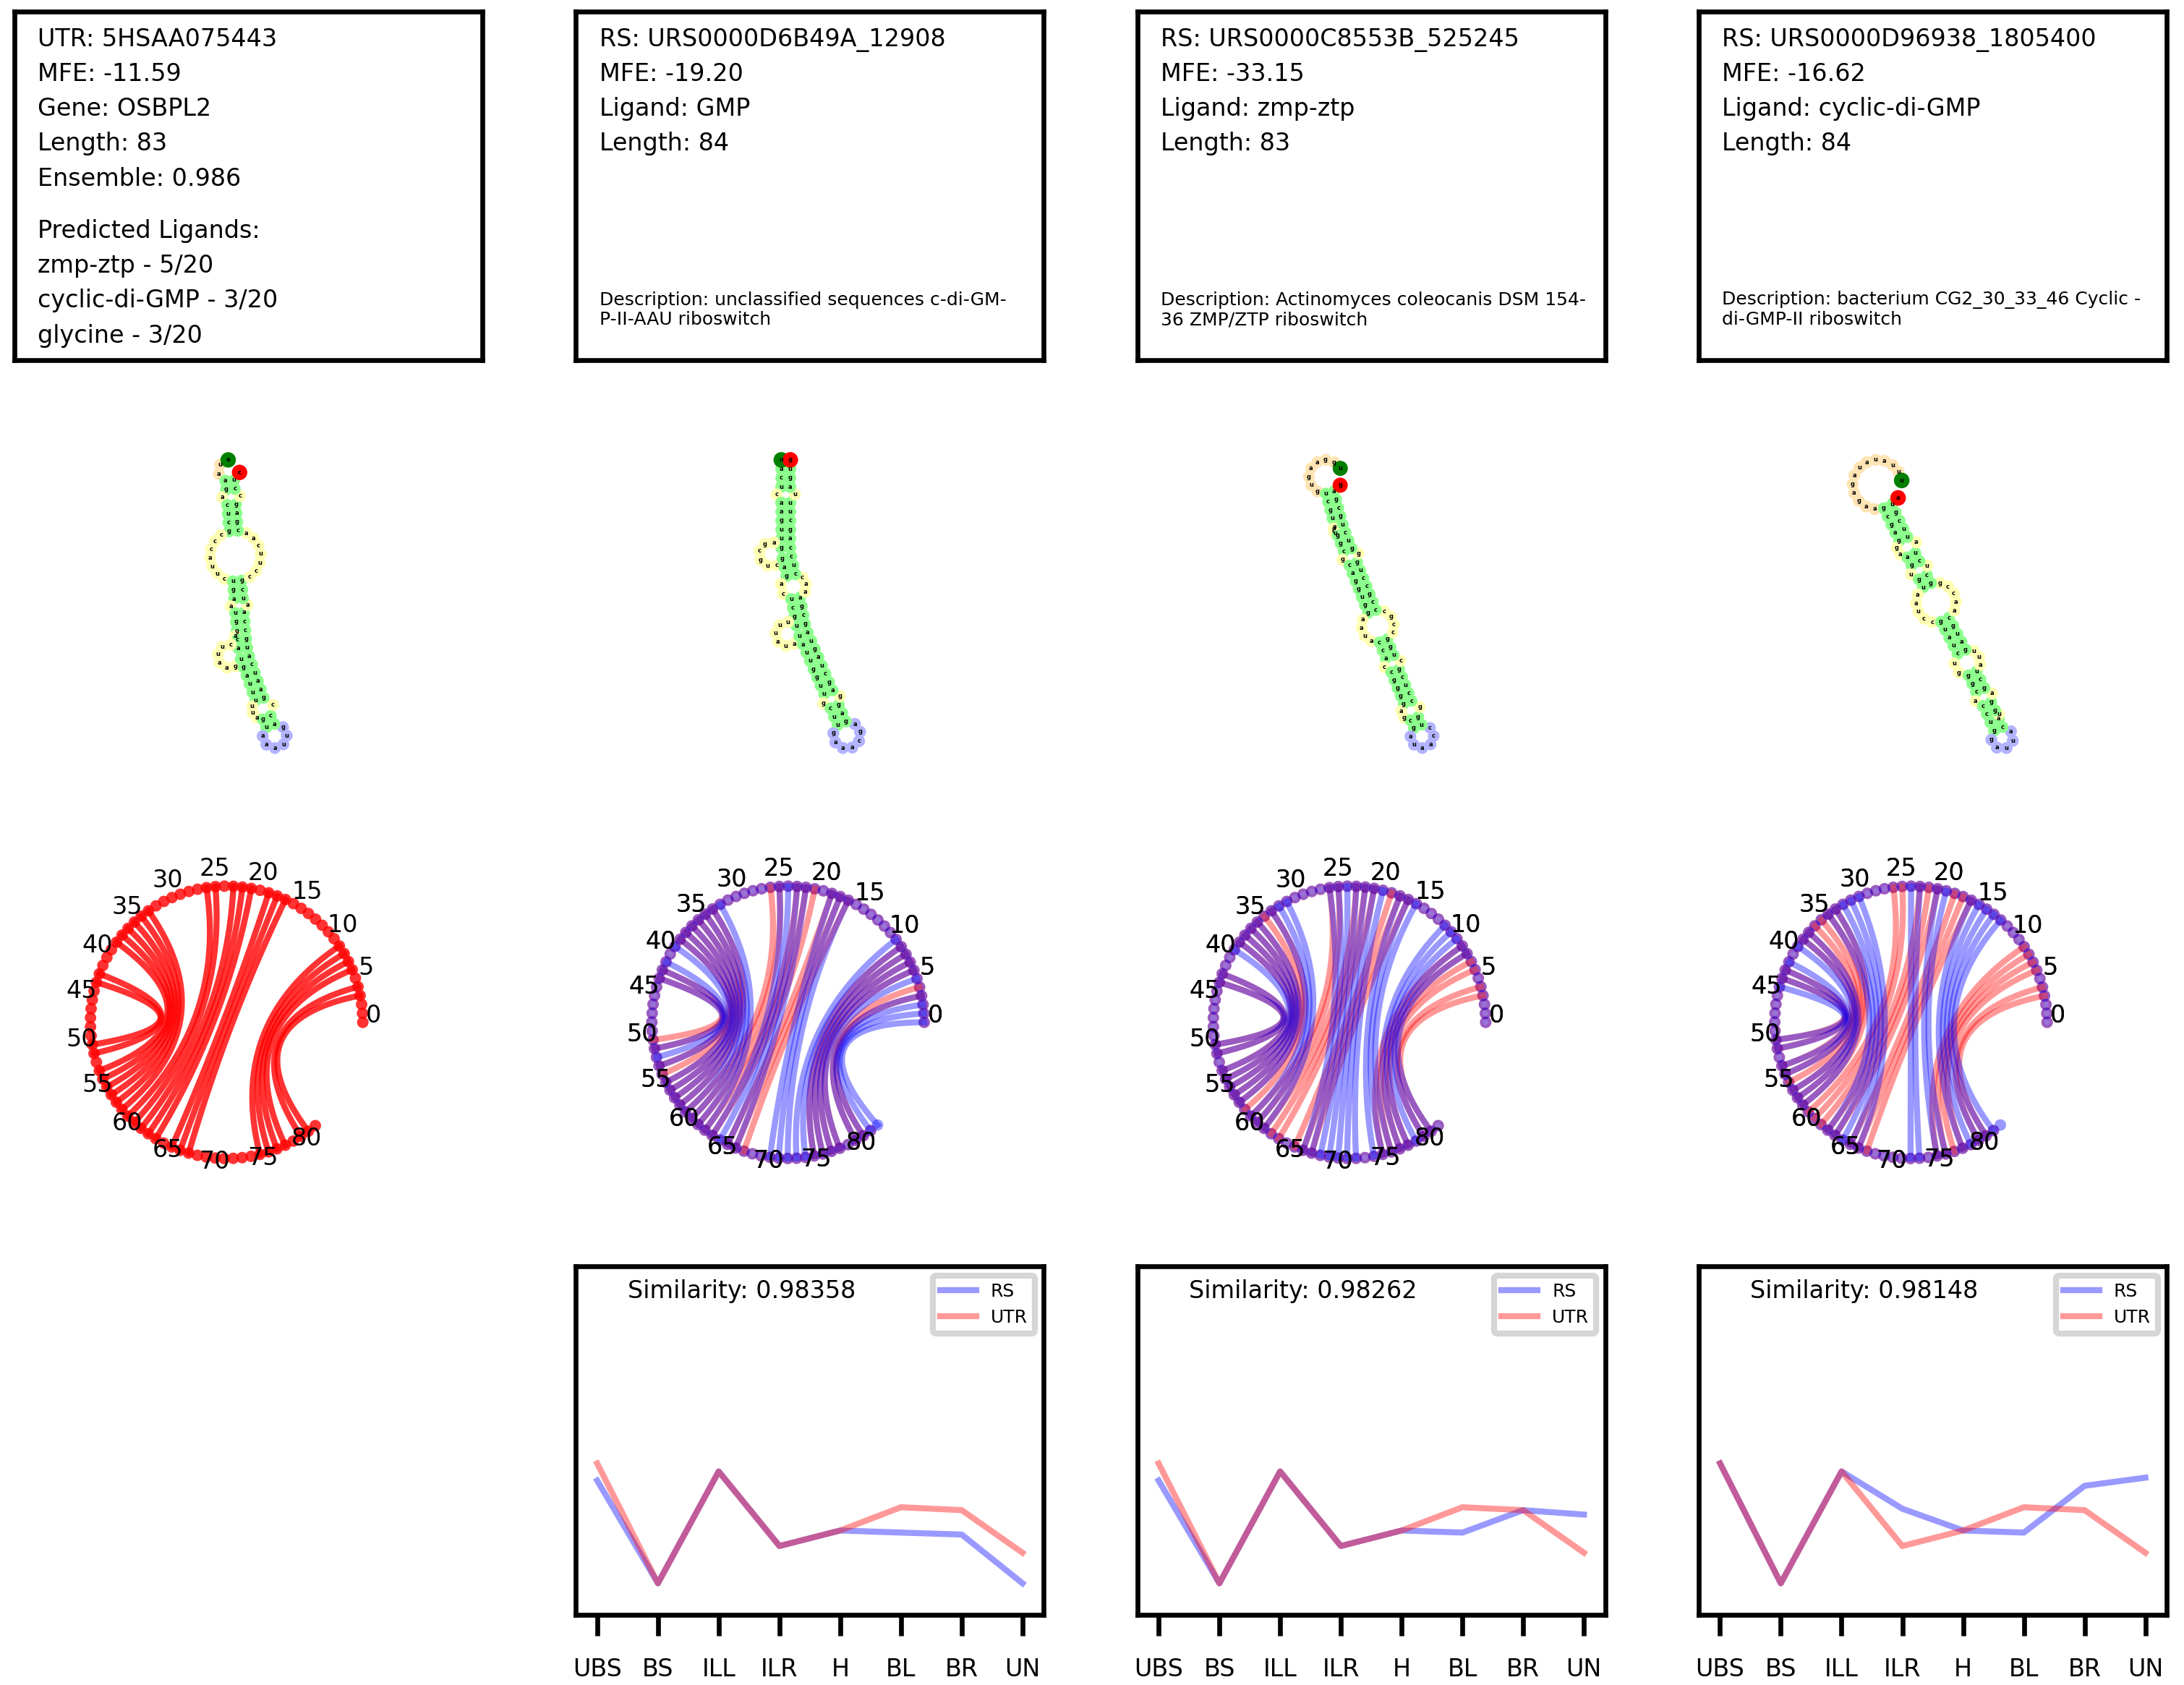 UTR: 5HSAA075443
MFE: -11.59
Gene: OSBPL2
Length: 83
Ensemble: 0.986
Predicted Ligands:
zmp-ztp - 5/20
cyclic-di-GMP - 3/20
glycine - 3/20
RS: URS0000D6B49A_12908
MFE: -19.20
Ligand: GMP
Length: 84
Description: unclassified sequences c-di-GM-
P-II-AAU riboswitch
RS: URS0000C8553B_525245
MFE: -33.15
Ligand: zmp-ztp
Length: 83
Description: Actinomyces coleocanis DSM 154-
36 ZMP/ZTP riboswitch
RS: URS0000D96938_1805400
MFE: -16.62
Ligand: cyclic-di-GMP
Length: 84
Description: bacterium CG2_30_33_46 Cyclic -
di-GMP-II riboswitch
0 5 10 15 20 25 30 35 40 45 50 55 60 65 70 75 80
0 5 10 15 20 25 30 35 40 45 50 55 60 65 70 75 80
0 5 10 15 20 25 30 35 40 45 50 55 60 65 70 75 80
0 5 10 15 20 25 30 35 40 45 50 55 60 65 70 75 80
Similarity: 0.98358
RS
UTR
UBS BS ILL ILR H BL BR UN
Similarity: 0.98262
RS
UTR
UBS BS ILL ILR H BL BR UN
Similarity: 0.98148
RS
UTR
UBS BS ILL ILR H BL BR UN